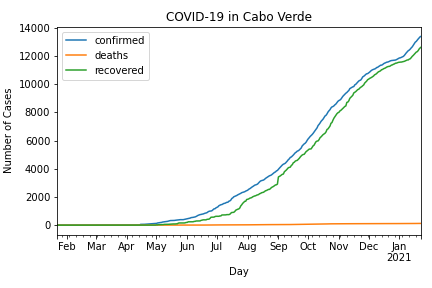 COVID-19 in Cabo Verde
confirmed
deaths
recovered
Number of Cases
14000
12000
10000
8000
6000
4000
2000
0
Feb Mar Apr May Jun Jul Aug Sep Oct Nov Dec Jan
2021
Day